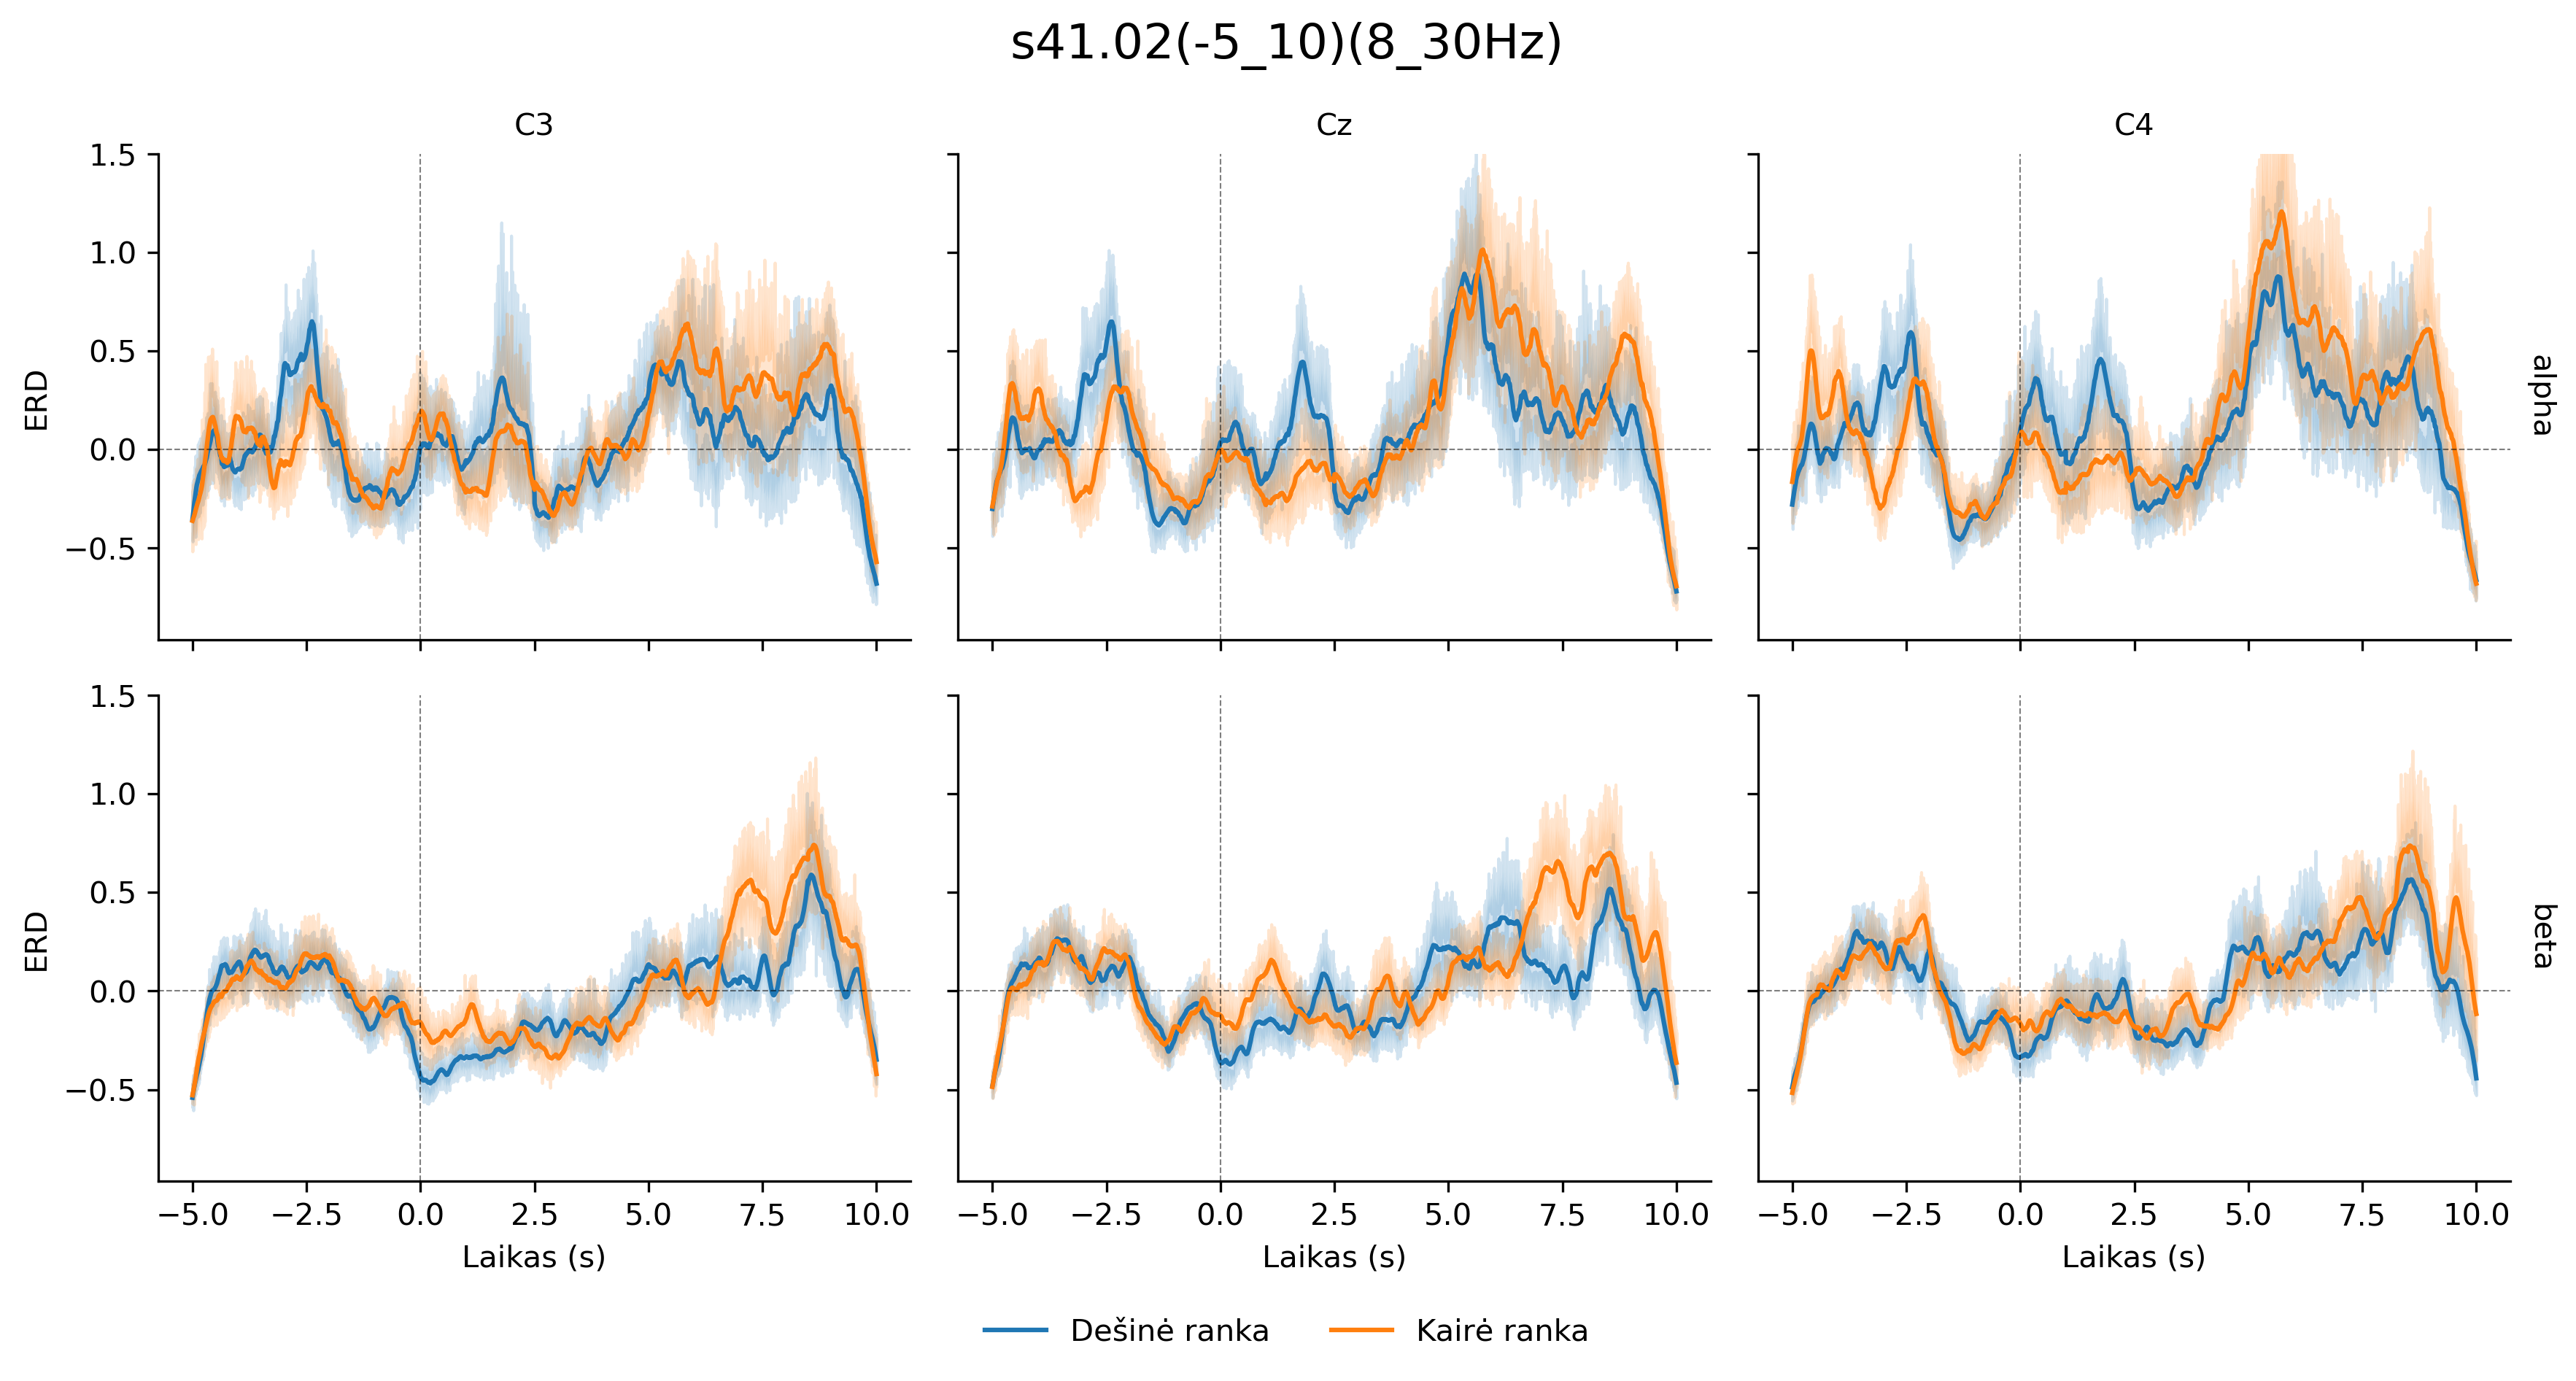 s41.02(-5_10)(8_30Hz)
C3 Cz C4
1.5
1.0
0.5
0.0
−0.5
ERD
alpha
1.5
1.0
0.5
0.0
−0.5
ERD
beta
−5.0 −2.5 0.0 2.5 5.0 7.5 10.0 −5.0 −2.5 0.0 2.5 5.0 7.5 10.0 −5.0 −2.5 0.0 2.5 5.0 7.5 10.0
Laikas (s) Laikas (s) Laikas (s)
Dešinė ranka Kairė ranka